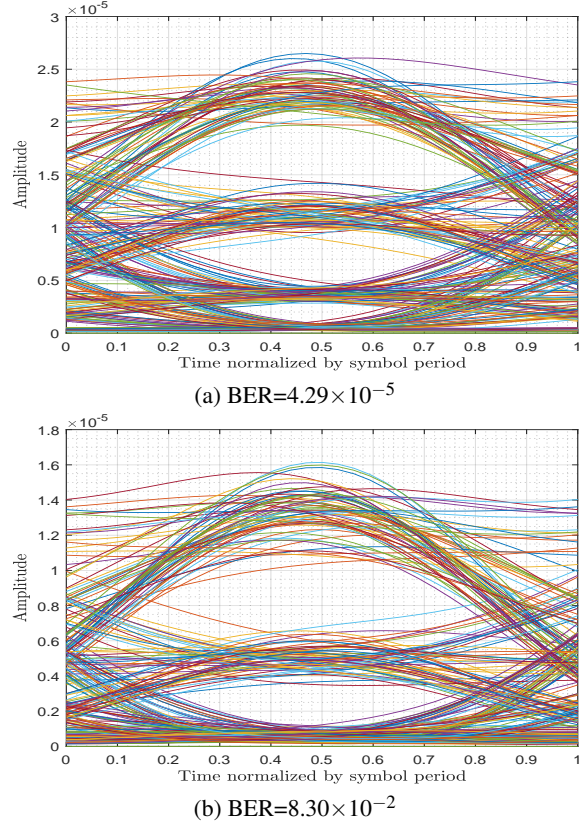 ×10⁻⁵
3
2.5
2
1.5
1
0.5
0
Amplitude
0 0.1 0.2 0.3 0.4 0.5 0.6 0.7 0.8 0.9 1
Time normalized by symbol period
(a) BER=4.29×10⁻⁵
×10⁻⁵
1.8
1.6
1.4
1.2
1
0.8
0.6
0.4
0.2
0
Amplitude
0 0.1 0.2 0.3 0.4 0.5 0.6 0.7 0.8 0.9 1
Time normalized by symbol period
(b) BER=8.30×10⁻²